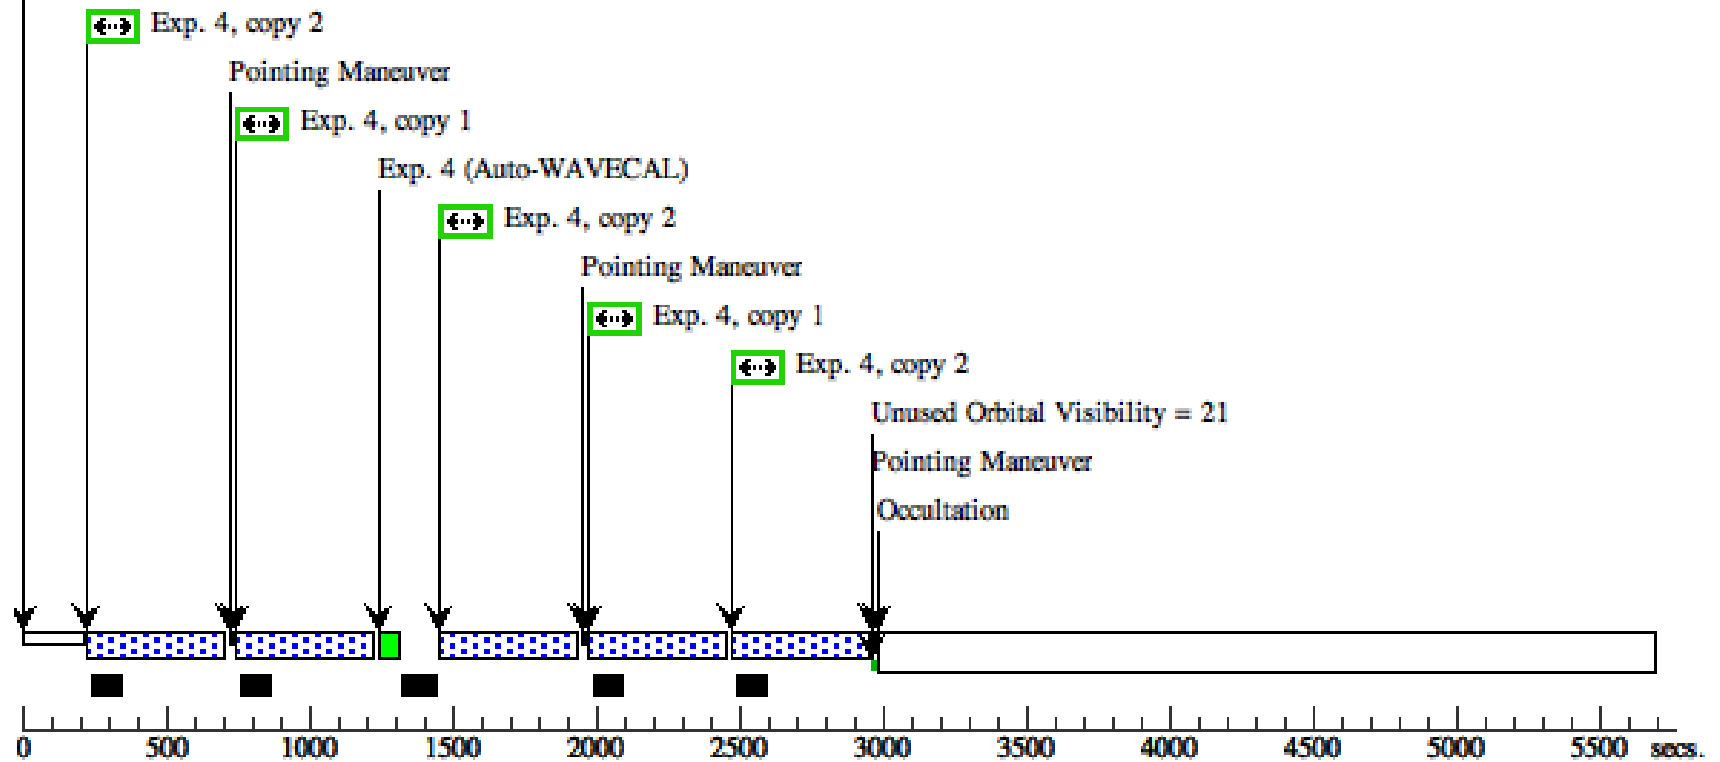 Exp. 4, copy 2
Pointing Maneuver
Exp. 4, copy 1
Exp. 4 (Auto-WAVECAL)
Exp. 4, copy 2
Pointing Maneuver
Exp. 4, copy 1
Exp. 4, copy 2
Unused Orbital Visibility = 21
Pointing Maneuver
Occultation
0 500 1000 1500 2000 2500 3000 3500 4000 4500 5000 5500 secs.